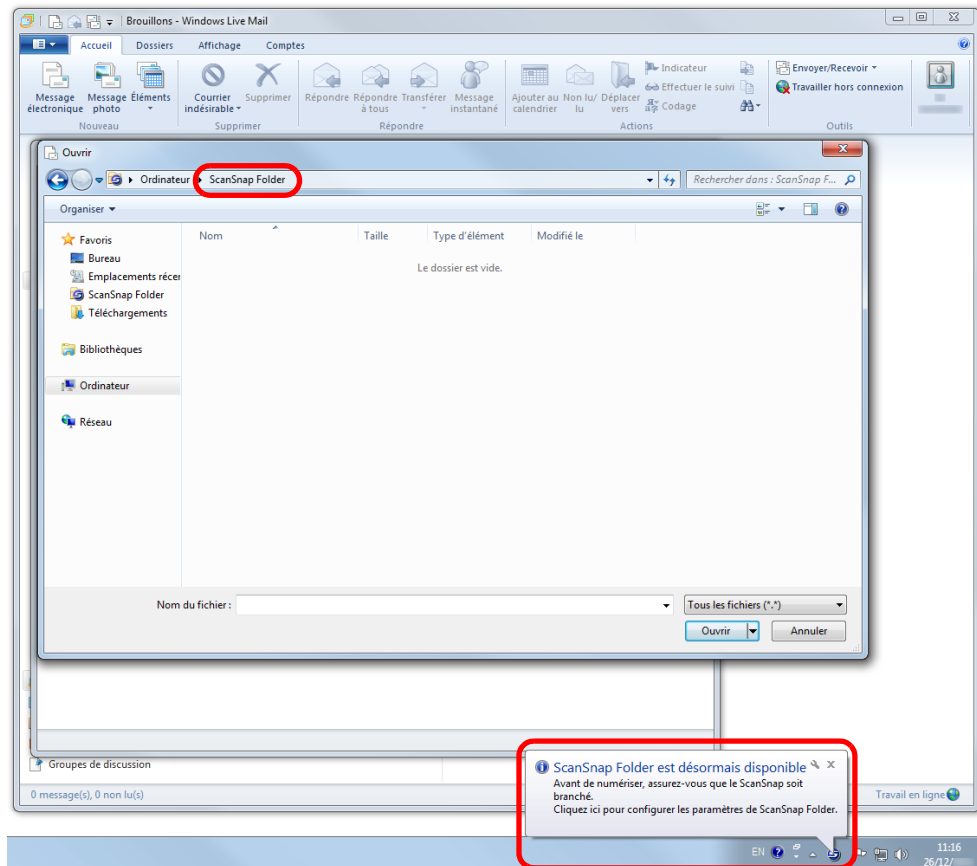 Brouillons - Windows Live Mail
Accueil Dossiers Affichage Comptes
Message électronique
Message photo
Éléments
Nouveau
Courrier indésirable
Supprimer
Supprimer
Répondre
Répondre à tous
Transférer
Message instantané
Répondre
Ajouter au calendrier
Non lu/ lu
Déplacer vers
Indicateur
Effectuer le suivi
Codage
Actions
Envoyer/Recevoir
Travailler hors connexion
Outils
Ouvrir
Ordinateur ScanSnap Folder
Rechercher dans : ScanSnap F...
Organiser
Favoris
Bureau
Emplacements récer
ScanSnap Folder
Téléchargements
Bibliothèques
Ordinateur
Réseau
Nom Taille Type d'élément Modifié le
Le dossier est vide.
Nom du fichier :
Tous les fichiers (*.*)
Ouvrir Annuler
Groupes de discussion
0 message(s), 0 non lu(s)
ScanSnap Folder est désormais disponible
Avant de numériser, assurez-vous que le ScanSnap soit
branché.
Cliquez ici pour configurer les paramètres de ScanSnap Folder.
Travail en ligne
EN
11:16
26/12/